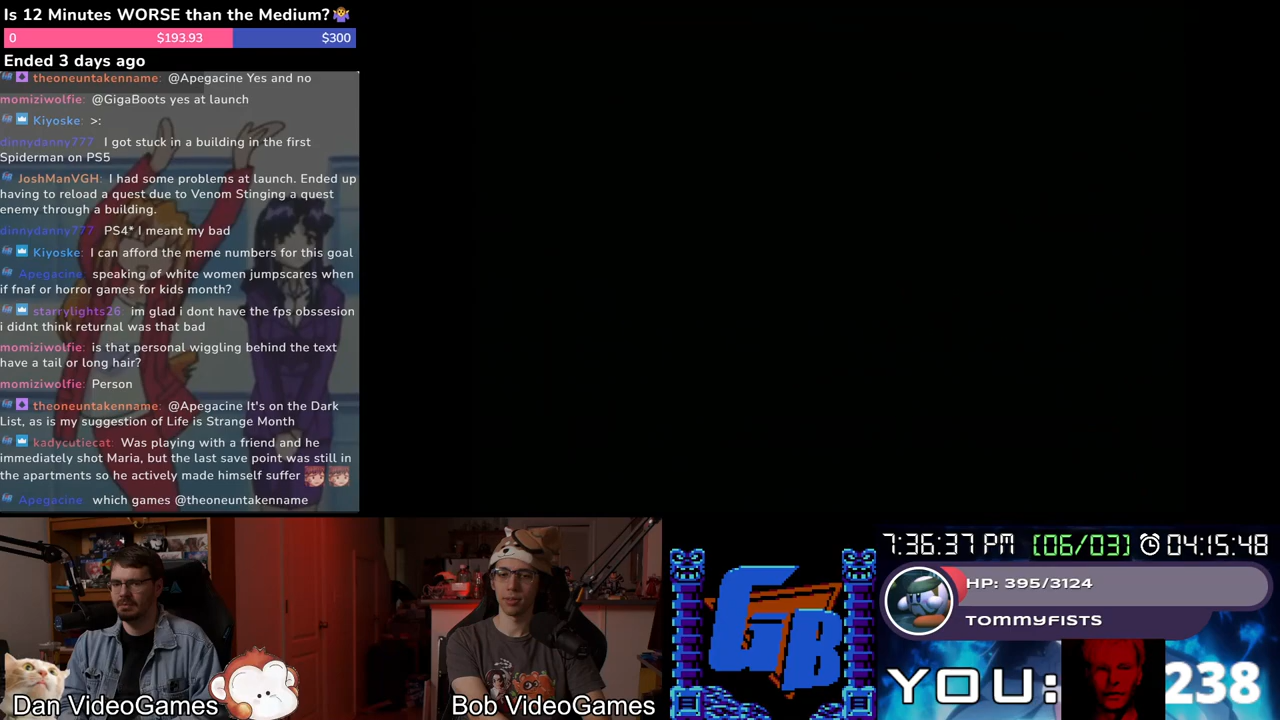 Is 12 Minutes WORSE than the Medium?🤷‍♀️
0 $193.93 $300
Ended 3 days ago
theoneuntakenname: @Apegacine Yes and no
momiziwolfie: @GigaBoots yes at launch
Kiyoske: >:
dinnydanny777 I got stuck in a building in the first
Spiderman on PS5
JoshManVGH: I had some problems at launch. Ended up
having to reload a quest due to Venom Stinging a quest
enemy through a building.
dinnydanny777 PS4* I meant my bad
Kiyoske: I can afford the meme numbers for this goal
Apegacine: speaking of white women jumpscares when
if fnaf or horror games for kids month?
starrylights26: im glad i dont have the fps obssesion
i didnt think returnal was that bad
momiziwolfie: is that personal wiggling behind the text
have a tail or long hair?
momiziwolfie: Person
theoneuntakenname: @Apegacine It's on the Dark
List, as is my suggestion of Life is Strange Month
kadycutiecat: Was playing with a friend and he
immediately shot Maria, but the last save point was still in
the apartments so he actively made himself suffer
Apegacine: which games @theoneuntakenname
Dan VideoGames
Bob VideoGames
GB
7:36:37 PM [06/03] 04:15:48
HP: 395/3124
TOMMYFISTS
YOU: 238